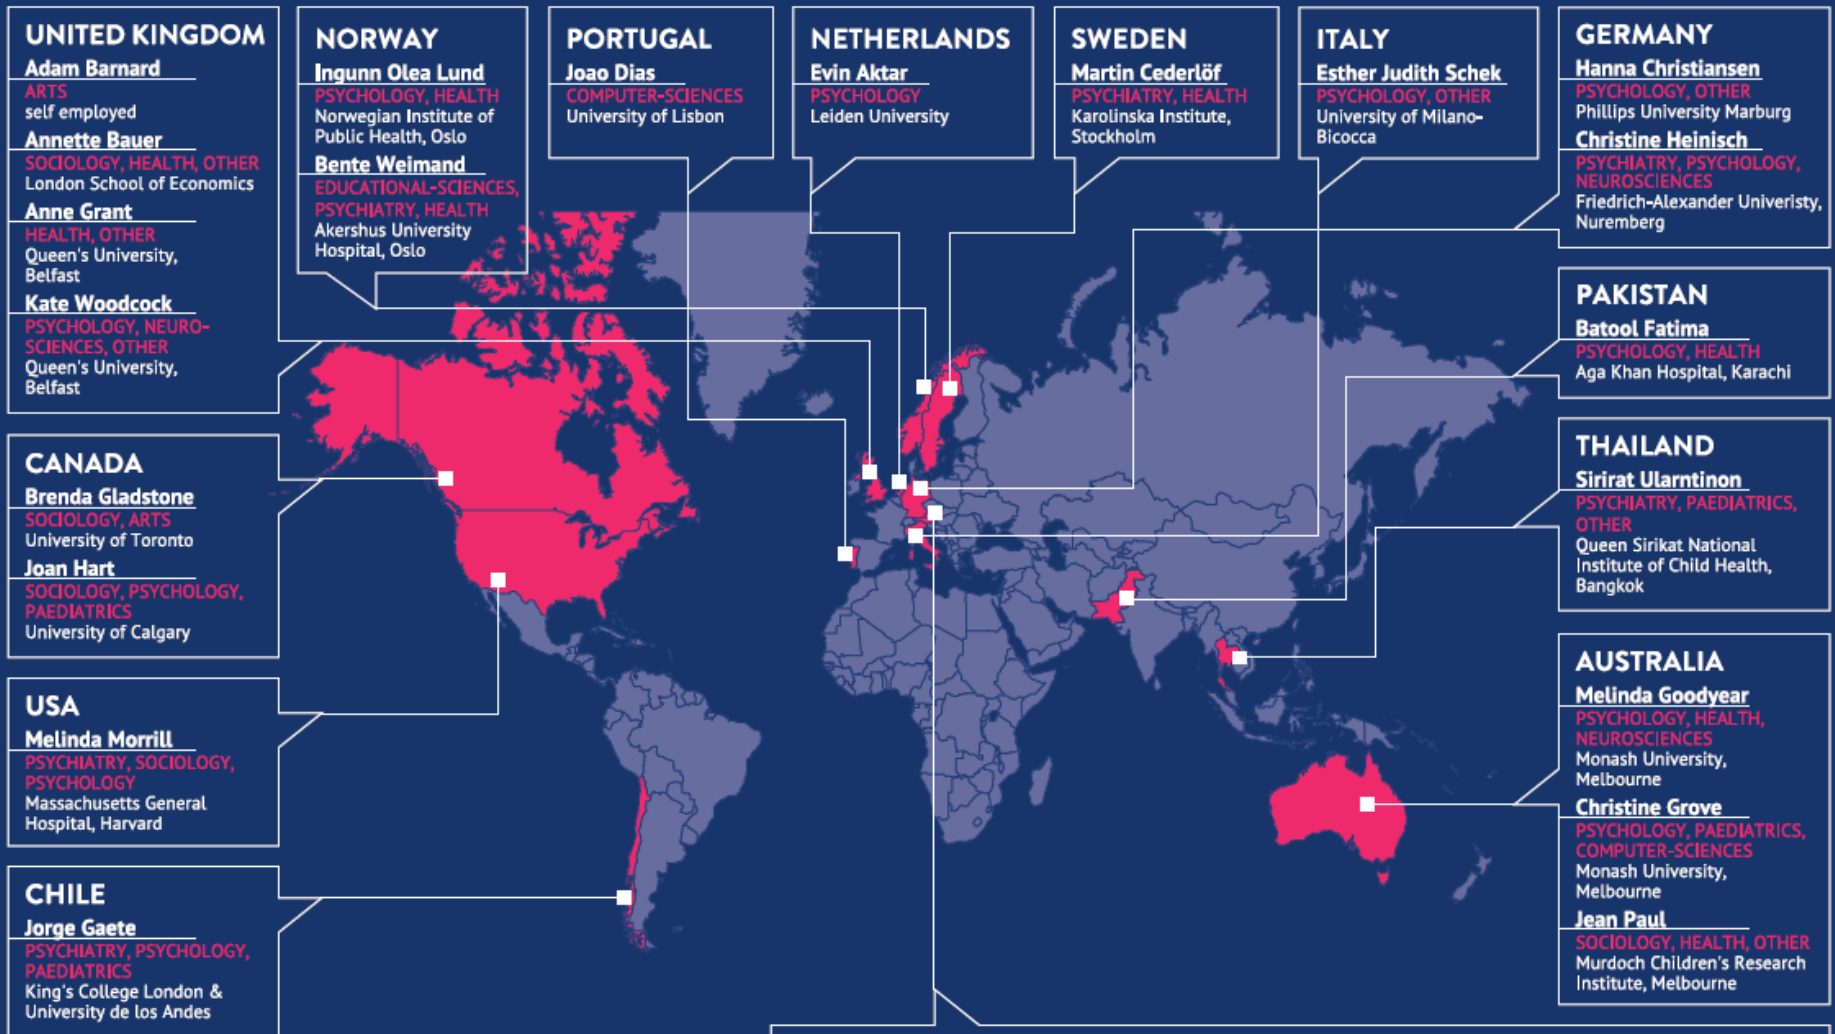 UNITED KINGDOM
Adam Barnard
ARTS
self employed
Annette Bauer
SOCIOLOGY, HEALTH, OTHER
London School of Economics
Anne Grant
HEALTH, OTHER
Queen's University,
Belfast
Kate Woodcock
PSYCHOLOGY, NEURO-
SCIENCES, OTHER
Queen's University,
Belfast
NORWAY
Ingunn Olea Lund
PSYCHOLOGY, HEALTH
Norwegian Institute of
Public Health, Oslo
Bente Weimand
EDUCATIONAL-SCIENCES,
PSYCHIATRY, HEALTH
Akershus University
Hospital, Oslo
PORTUGAL
Joao Dias
COMPUTER-SCIENCES
University of Lisbon
NETHERLANDS
Evin Aktar
PSYCHOLOGY
Leiden University
SWEDEN
Martin Cederlöf
PSYCHIATRY, HEALTH
Karolinska Institute,
Stockholm
ITALY
Esther Judith Schek
PSYCHOLOGY, OTHER
University of Milano-
Bicocca
GERMANY
Hanna Christiansen
PSYCHOLOGY, OTHER
Phillips University Marburg
Christine Heinisch
PSYCHIATRY, PSYCHOLOGY,
NEUROSCIENCES
Friedrich-Alexander Univeristy,
Nuremberg
PAKISTAN
Batool Fatima
PSYCHOLOGY, HEALTH
Aga Khan Hospital, Karachi
THAILAND
Sirirat Ularntinon
PSYCHIATRY, PAEDIATRICS,
OTHER
Queen Sirikat National
Institute of Child Health,
Bangkok
AUSTRALIA
Melinda Goodyear
PSYCHOLOGY, HEALTH,
NEUROSCIENCES
Monash University,
Melbourne
Christine Grove
PSYCHOLOGY, PAEDIATRICS,
COMPUTER-SCIENCES
Monash University,
Melbourne
Jean Paul
SOCIOLOGY, HEALTH, OTHER
Murdoch Children's Research
Institute, Melbourne
CANADA
Brenda Gladstone
SOCIOLOGY, ARTS
University of Toronto
Joan Hart
SOCIOLOGY, PSYCHOLOGY,
PAEDIATRICS
University of Calgary
USA
Melinda Morrill
PSYCHIATRY, SOCIOLOGY,
PSYCHOLOGY
Massachusetts General
Hospital, Harvard
CHILE
Jorge Gaete
PSYCHIATRY, PSYCHOLOGY,
PAEDIATRICS
King's College London &
University de los Andes